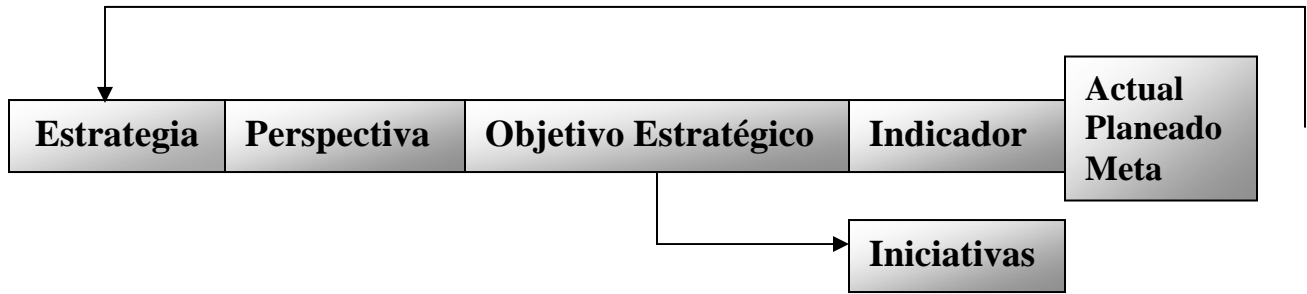 Estrategia
Perspectiva
Objetivo Estratégico
Indicador
Actual
Planeado
Meta
Iniciativas